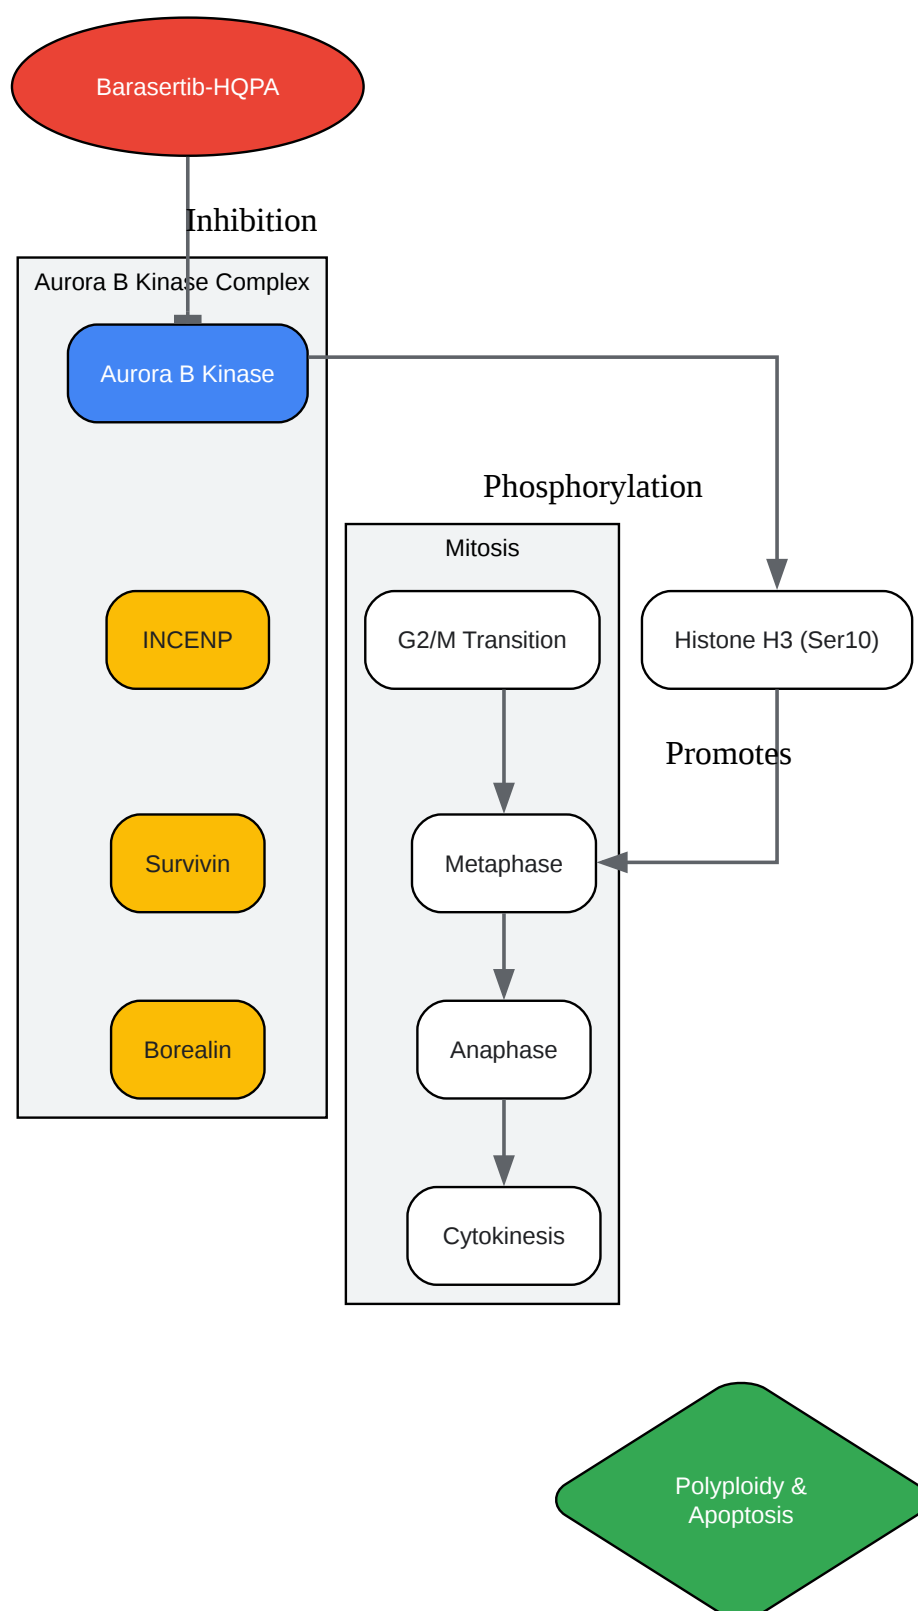 Barasertib-HQPA
Inhibition
Aurora B Kinase Complex
Aurora B Kinase
Phosphorylation
Mitosis
INCENP
G2/M Transition
Histone H3 (Ser10)
Promotes
Survivin
Metaphase
Borealin
Anaphase
Cytokinesis
Polyploidy &
Apoptosis